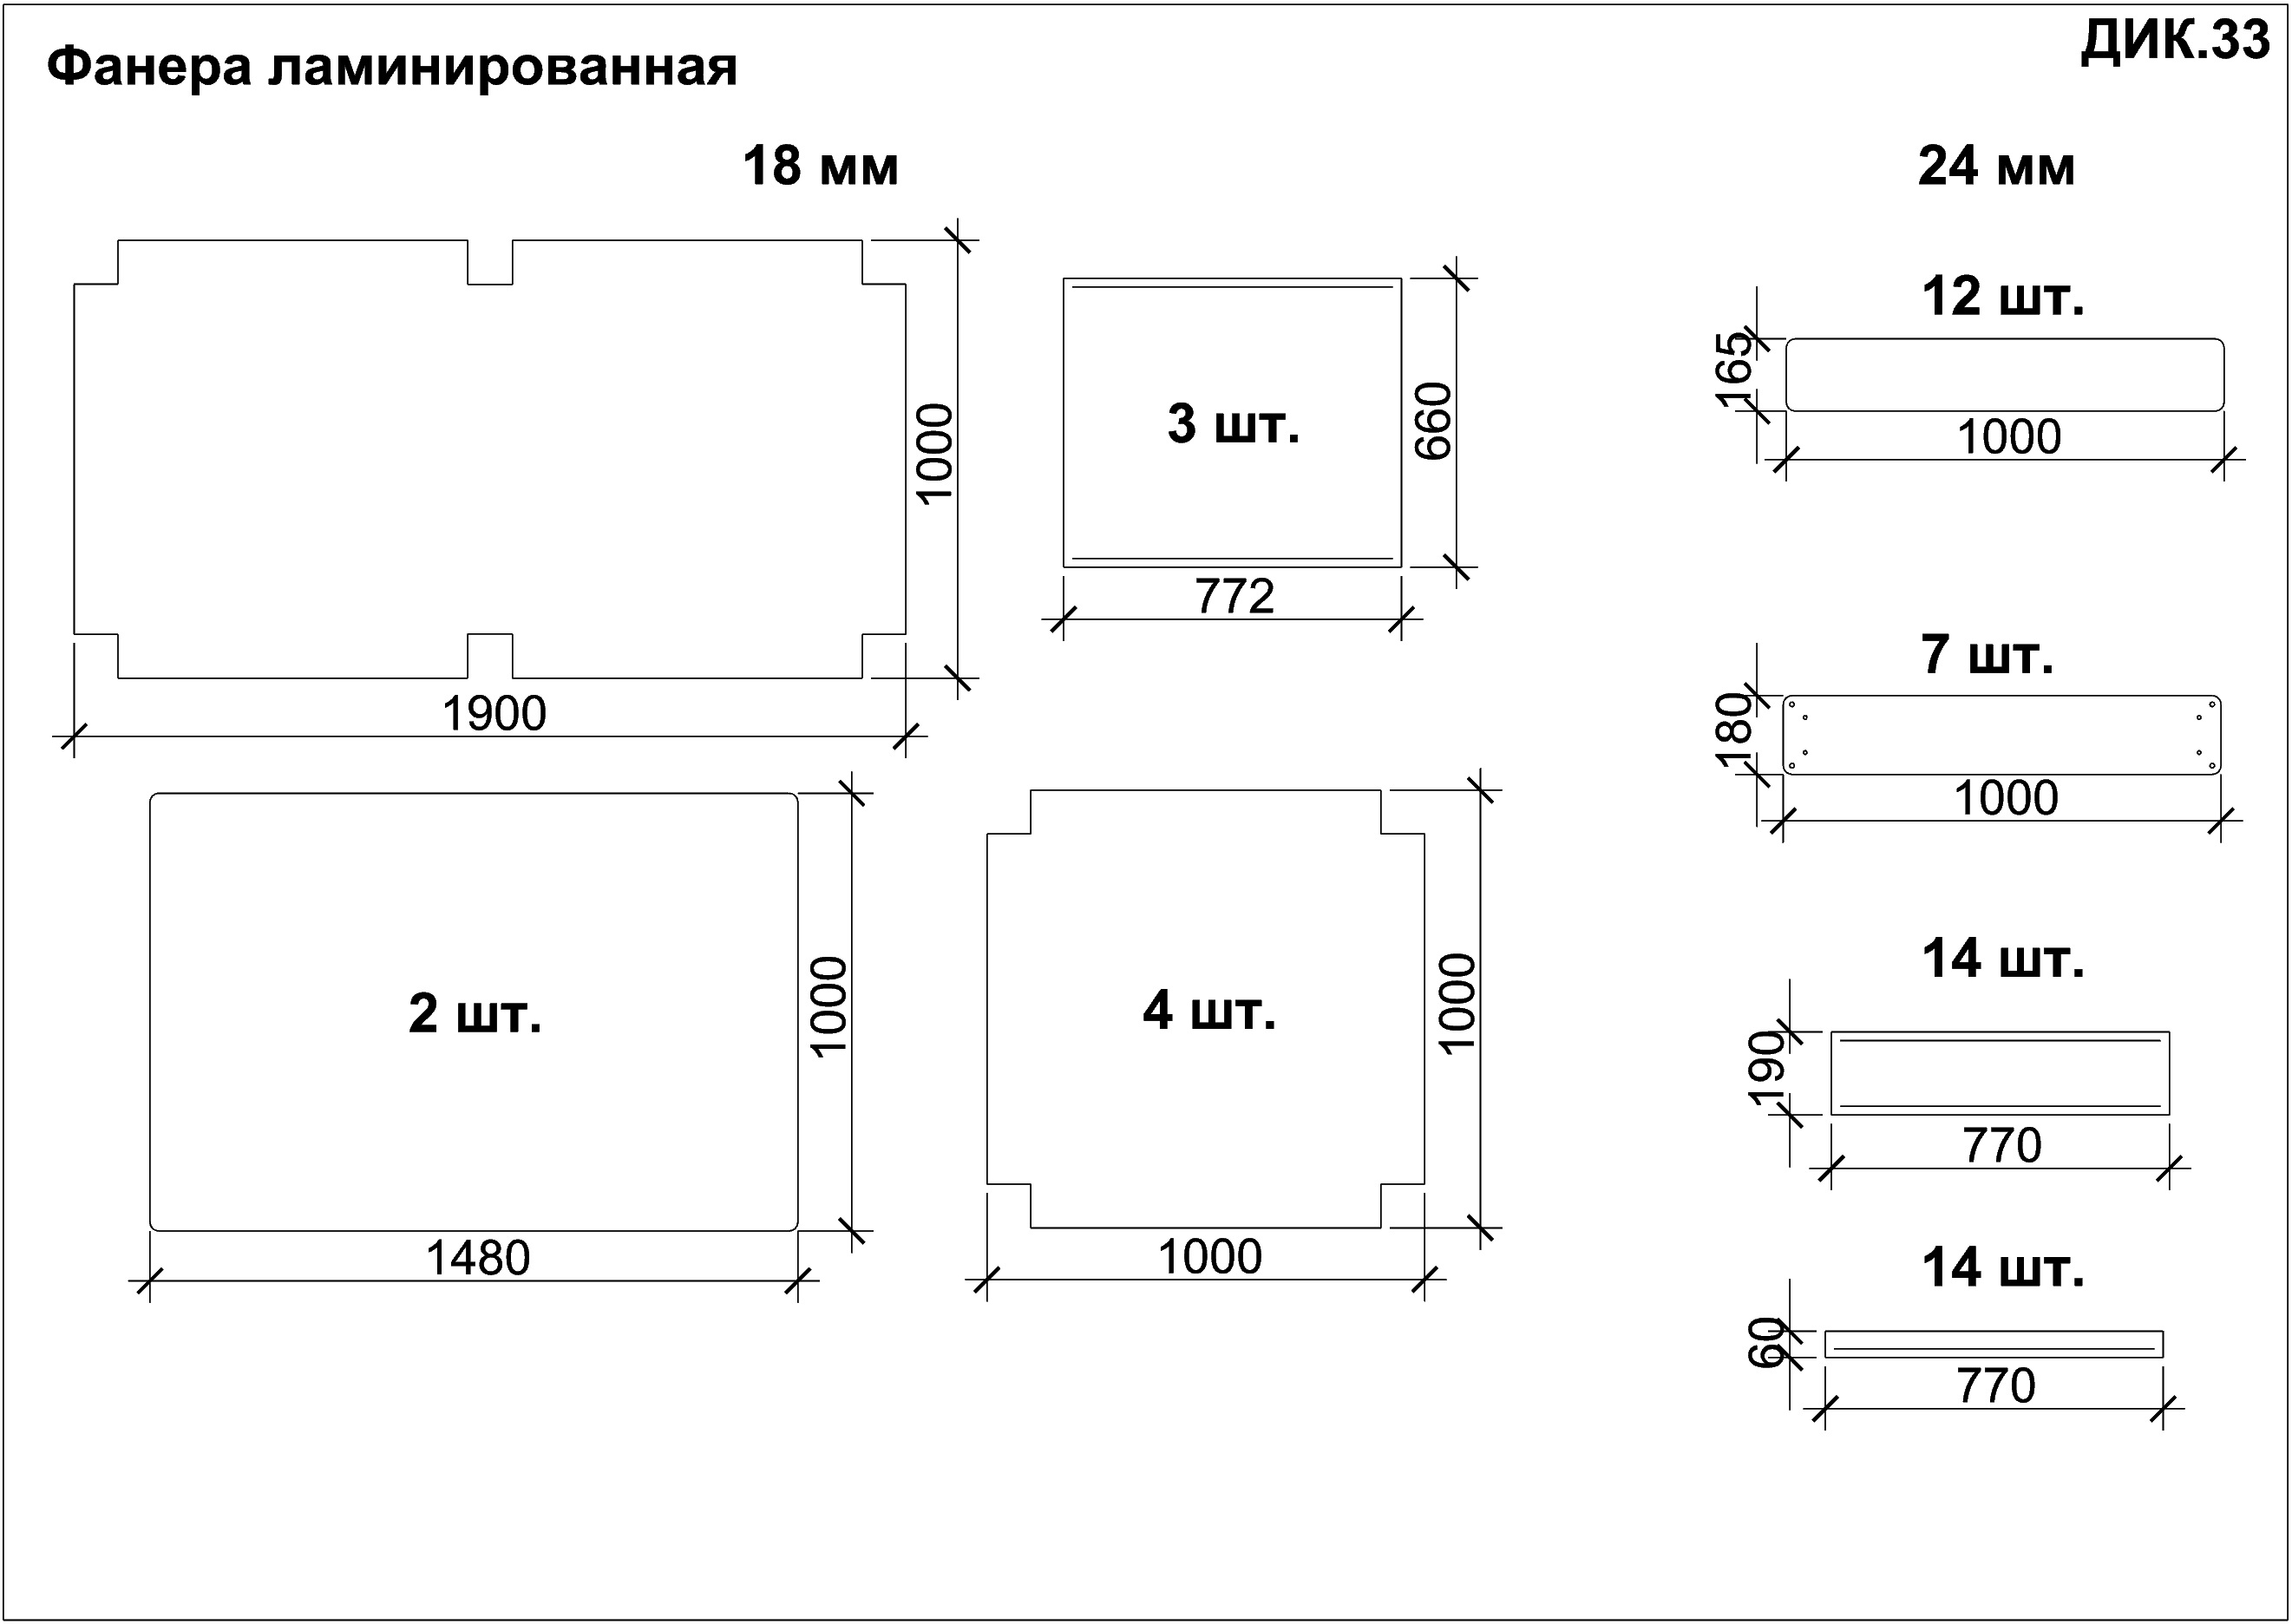 Фанера ламинированная
ДИК.33
18 мм
24 мм
1000
1900
3 шт.
660
772
12 шт.
165
1000
7 шт.
180
1000
2 шт.
1000
1480
4 шт.
1000
1000
14 шт.
190
770
14 шт.
60
770